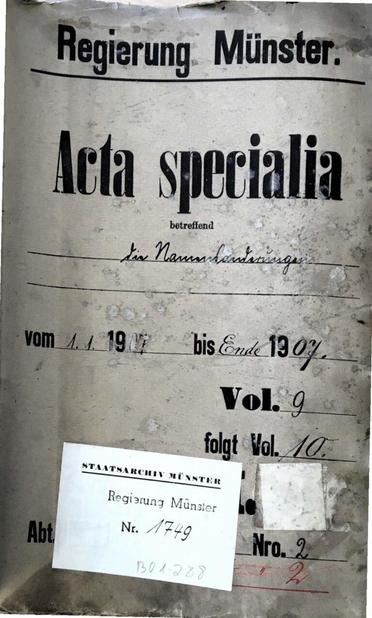 Regierung Münster.
Acta specialia
betreffend
die Namensänderungen
vom 1. 1. 1907 bis Ende 1907.
Vol. 9
folgt Vol. 10.
STAATSARCHIV MÜNSTER
Regierung Münster
Nr. 1749
B01-228
Abt.
Nro. 2
2